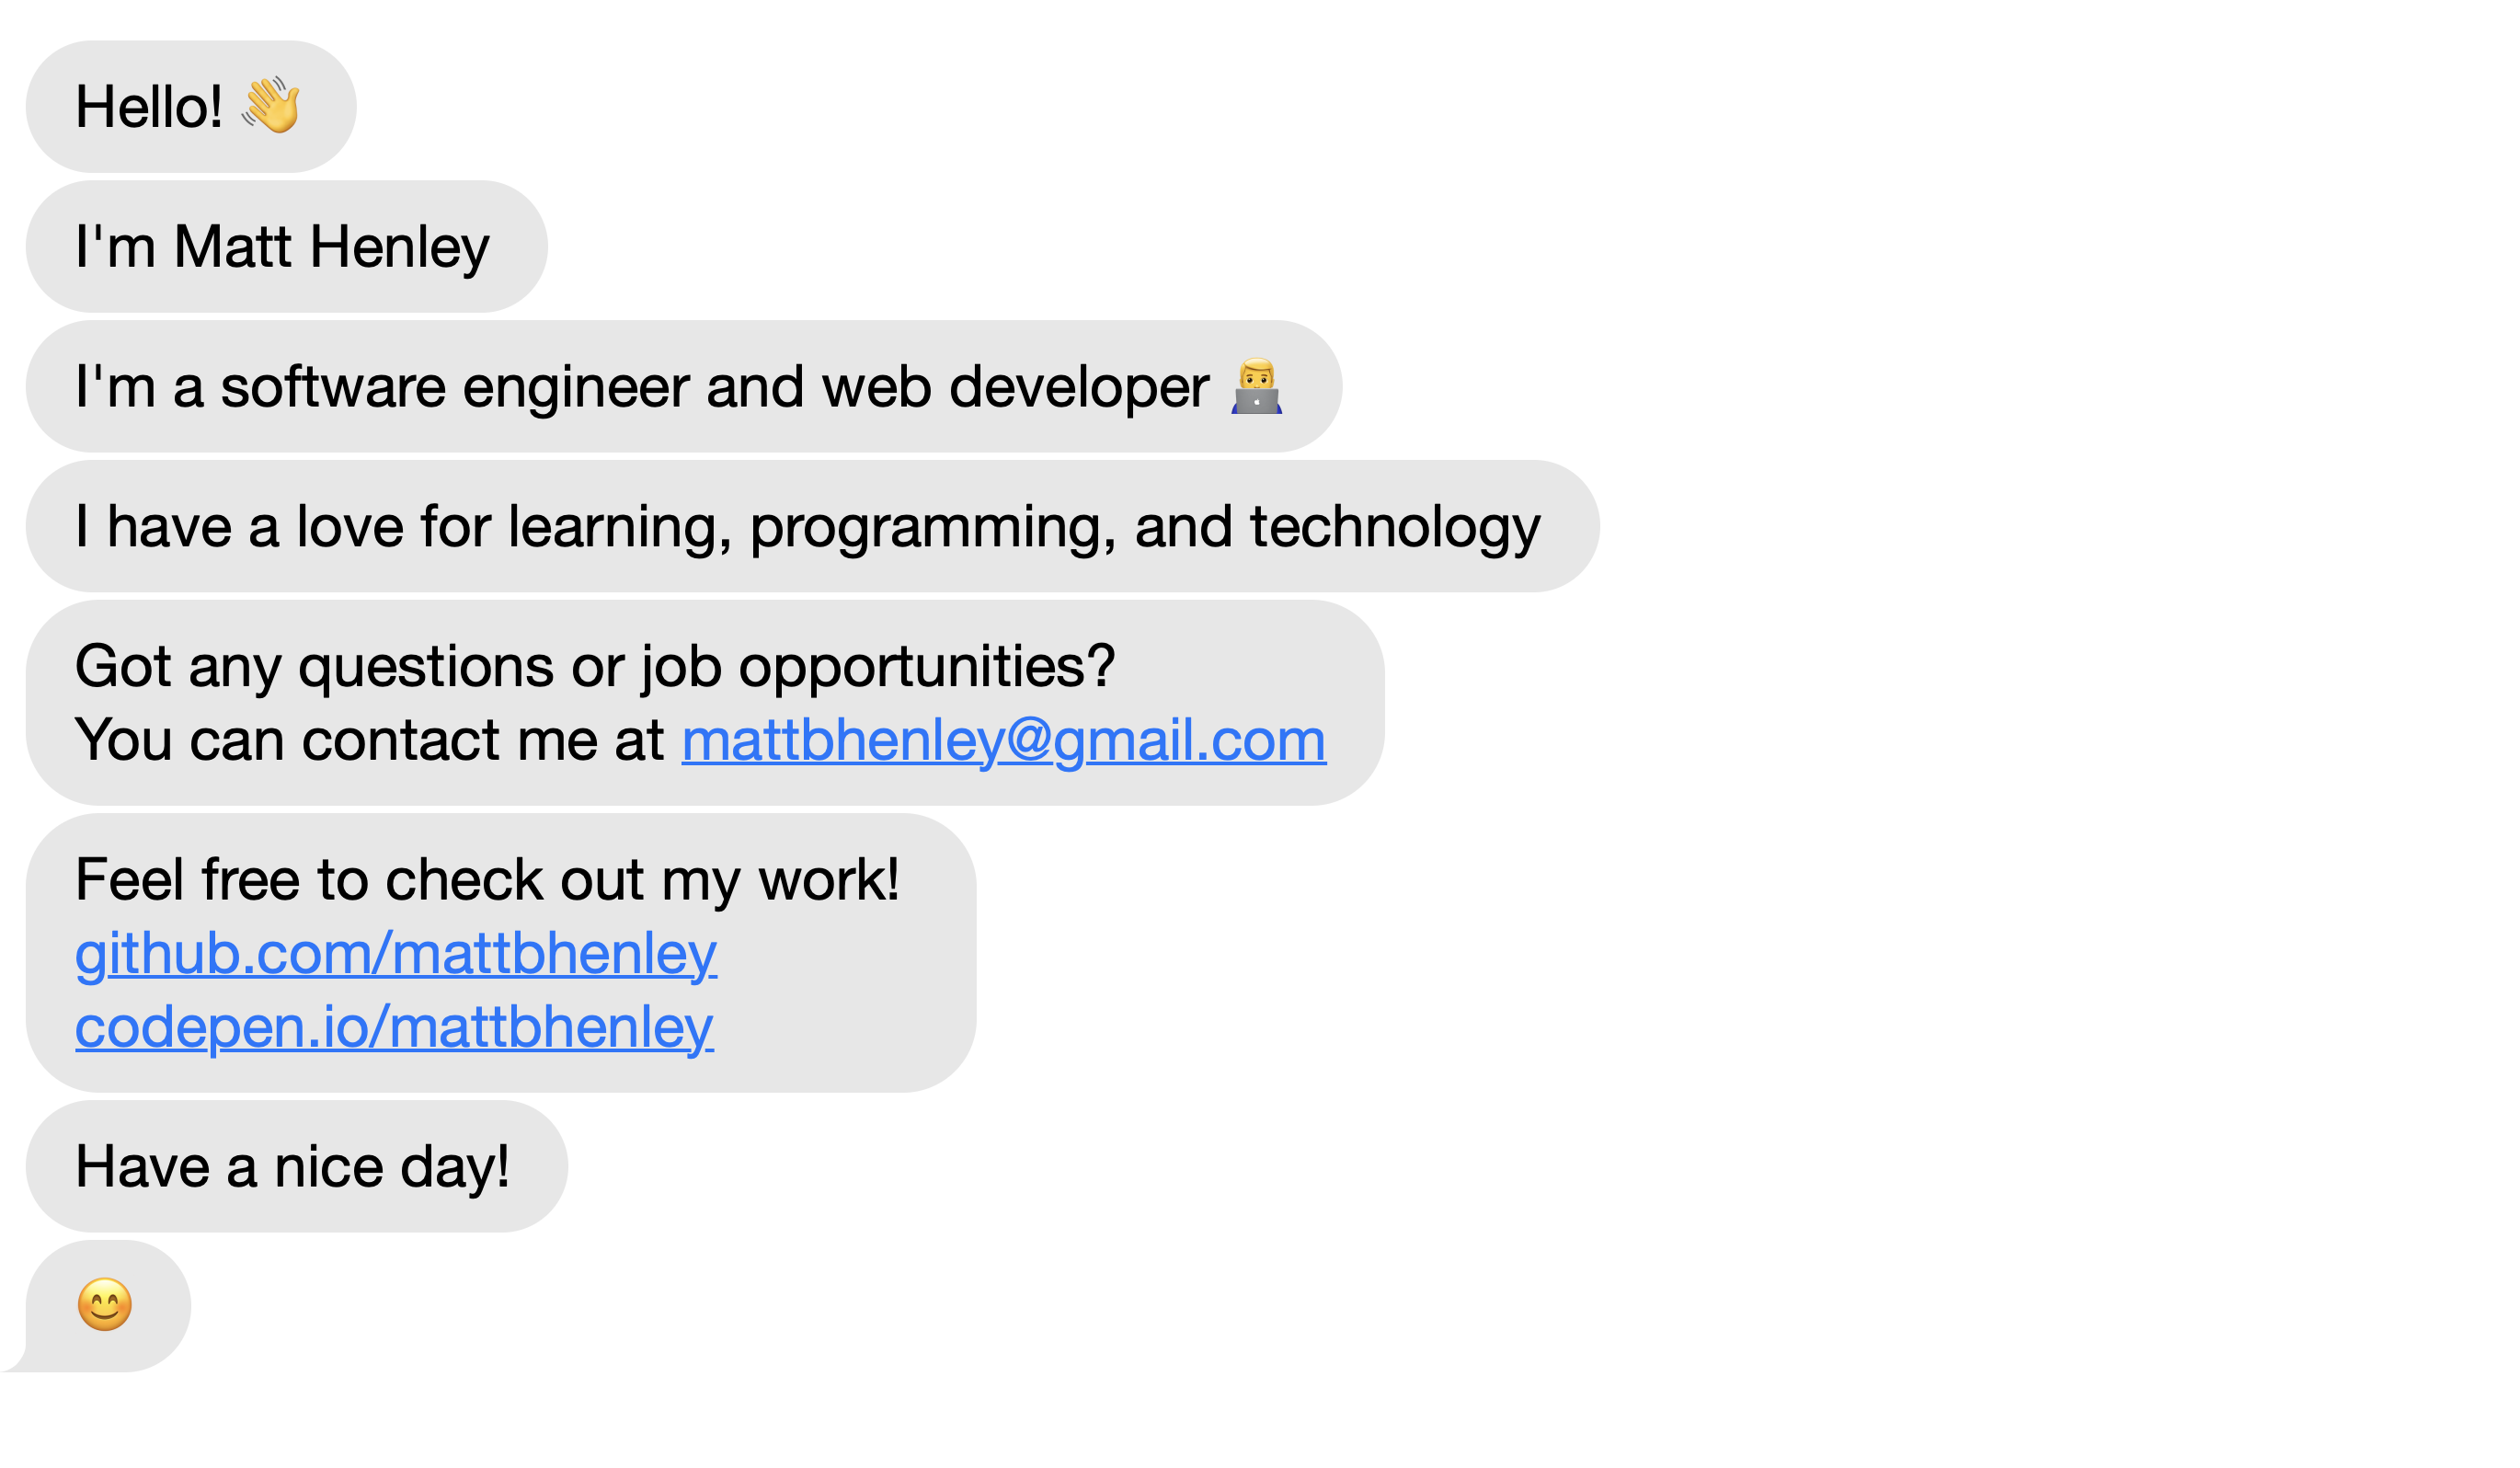 Hello! 👋
I'm Matt Henley
I'm a software engineer and web developer 👨‍💻
I have a love for learning, programming, and technology
Got any questions or job opportunities?
You can contact me at mattbhenley@gmail.com
Feel free to check out my work!
github.com/mattbhenley
codepen.io/mattbhenley
Have a nice day!
😊